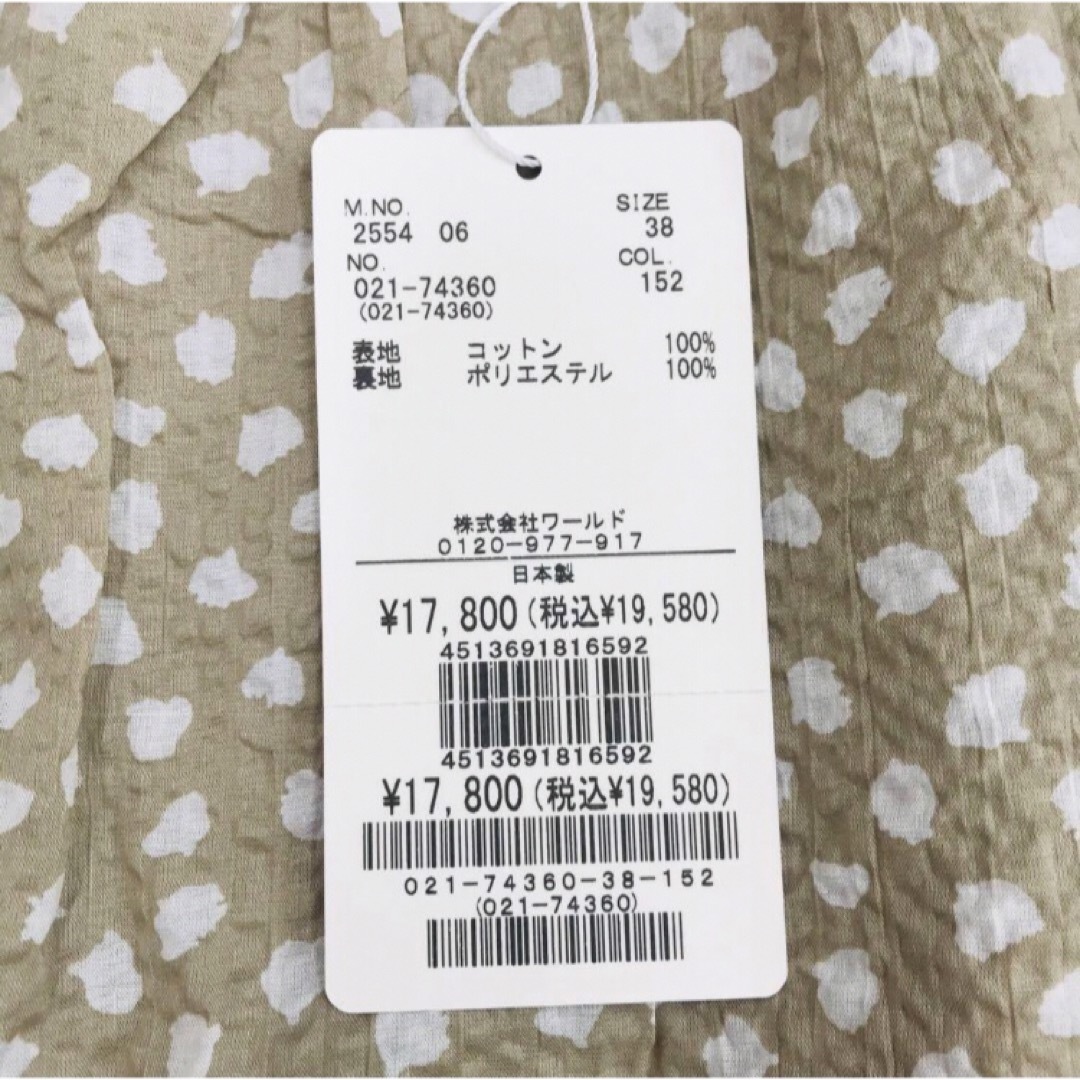 M.NO. SIZE
2554 06 38
NO. COL.
021-74360 152
(021-74360)
表地 コットン 100%
裏地 ポリエステル 100%
株式会社ワールド
0120-977-917
日本製
¥17,800(税込¥19,580)
4513691816592
4513691816592
¥17,800(税込¥19,580)
021-74360-38-152
(021-74360)